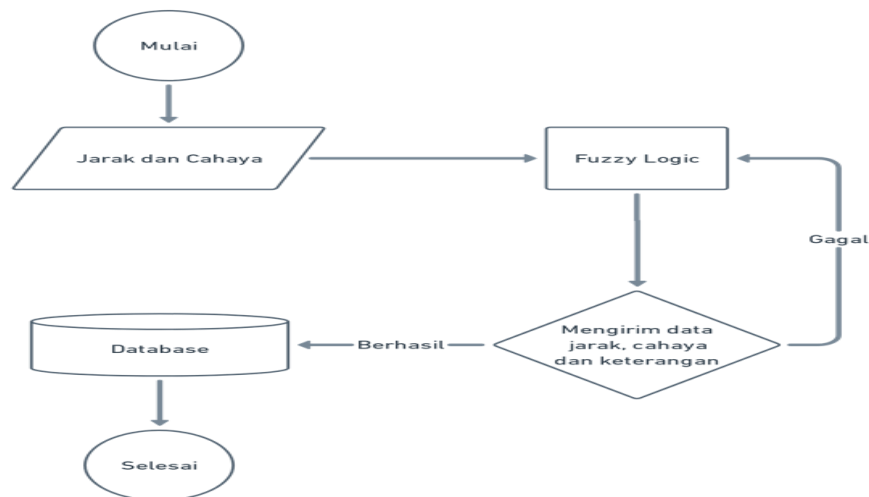 Mulai
Jarak dan Cahaya
Fuzzy Logic
Gagal
Mengirim data
jarak, cahaya
dan keterangan
Berhasil
Database
Selesai